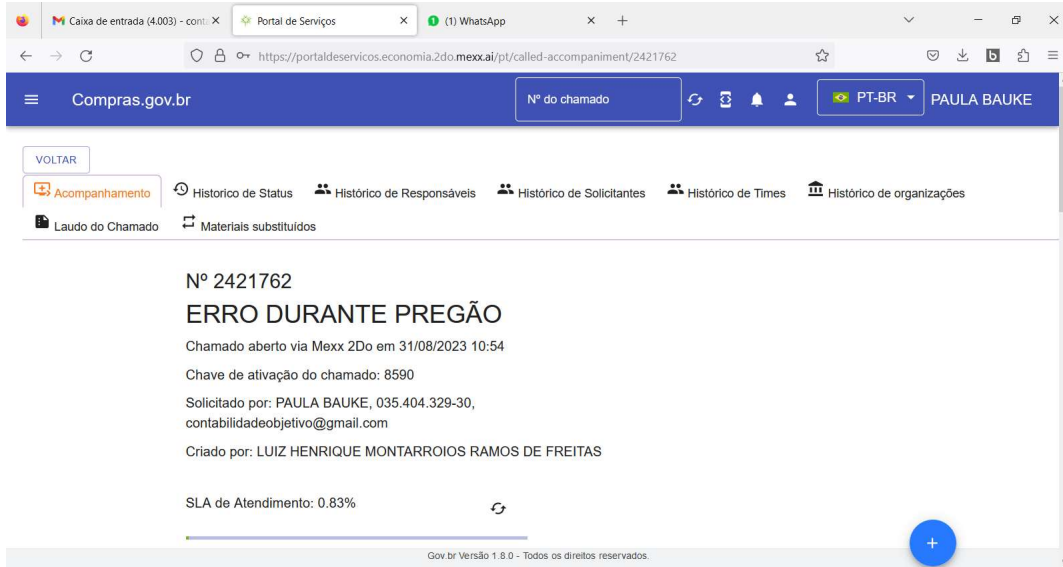 Caixa de entrada (4.003) - conta
Portal de Serviços
(1) WhatsApp
https://portaldeservicos.economia.2do.mexx.ai/pt/called-accompaniment/2421762
Compras.gov.br
Nº do chamado
PT-BR
PAULA BAUKE
VOLTAR
Acompanhamento
Historico de Status
Histórico de Responsáveis
Histórico de Solicitantes
Histórico de Times
Histórico de organizações
Laudo do Chamado
Materiais substituídos
Nº 2421762
ERRO DURANTE PREGÃO
Chamado aberto via Mexx 2Do em 31/08/2023 10:54
Chave de ativação do chamado: 8590
Solicitado por: PAULA BAUKE, 035.404.329-30,
contabilidadeobjetivo@gmail.com
Criado por: LUIZ HENRIQUE MONTARROIOS RAMOS DE FREITAS
SLA de Atendimento: 0.83%
Gov.br Versão 1.8.0 - Todos os direitos reservados.